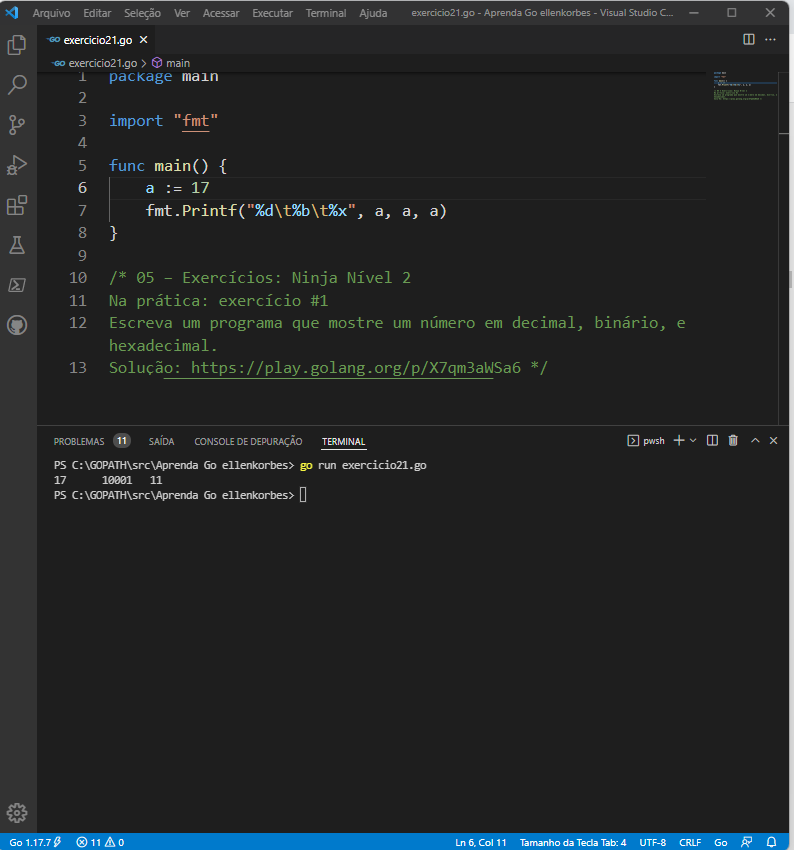 Arquivo Editar Seleção Ver Acessar Executar Terminal Ajuda exercicio21.go - Aprenda Go ellenkorbes - Visual Studio C...
exercicio21.go
exercicio21.go > main
1 package main
2
3 import "fmt"
4
5 func main() {
6 a := 17
7 fmt.Printf("%d\t%b\t%x", a, a, a)
8 }
9
10 /* 05 – Exercícios: Ninja Nível 2
11 Na prática: exercício #1
12 Escreva um programa que mostre um número em decimal, binário, e
hexadecimal.
13 Solução: https://play.golang.org/p/X7qm3aWSa6 */
PROBLEMAS 11 SAÍDA CONSOLE DE DEPURAÇÃO TERMINAL pwsh
PS C:\GOPATH\src\Aprenda Go ellenkorbes> go run exercicio21.go
17 10001 11
PS C:\GOPATH\src\Aprenda Go ellenkorbes>
Go 1.17.7 11 0 Ln 6, Col 11 Tamanho da Tecla Tab: 4 UTF-8 CRLF Go